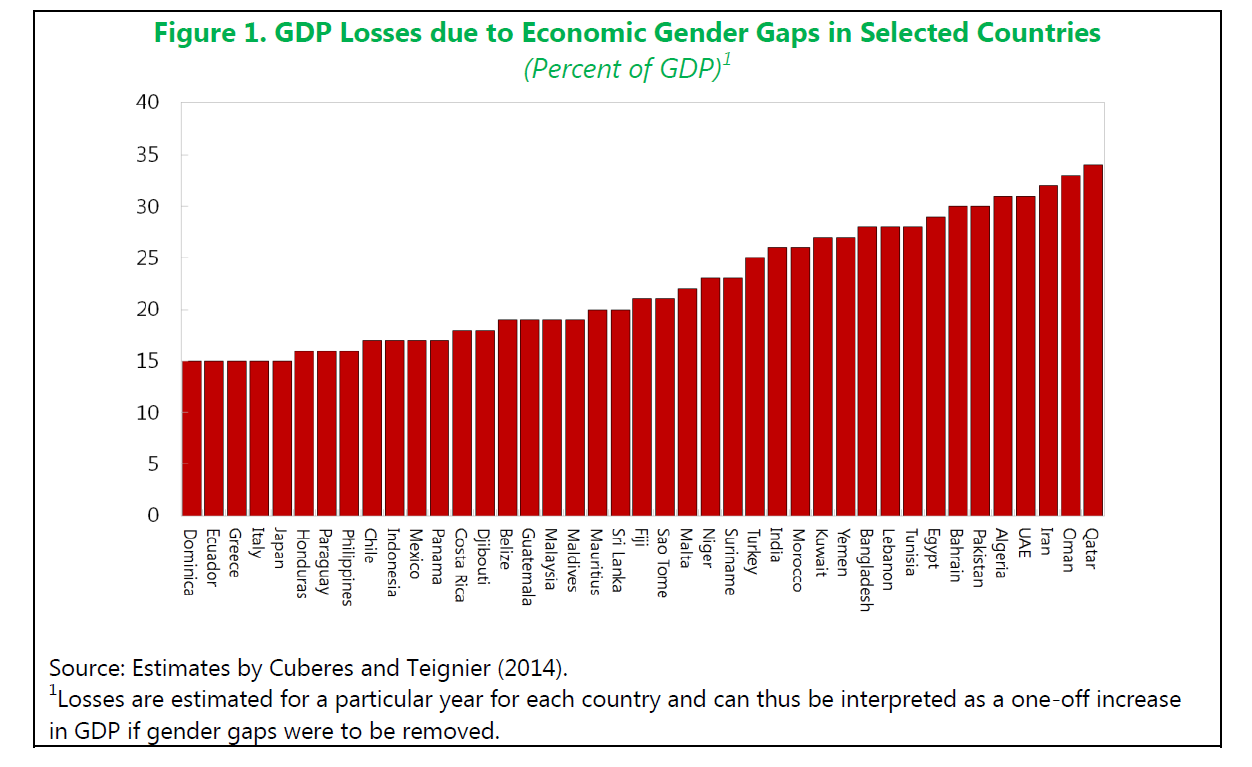 Figure 1. GDP Losses due to Economic Gender Gaps in Selected Countries
(Percent of GDP)1
40
35
30
25
20
15
10
5
0
Dominica
Ecuador
Greece
Italy
Japan
Honduras
Paraguay
Philippines
Chile
Indonesia
Mexico
Panama
Costa Rica
Djibouti
Belize
Guatemala
Malaysia
Maldives
Mauritius
Sri Lanka
Fiji
Sao Tome
Malta
Niger
Suriname
Turkey
India
Morocco
Kuwait
Yemen
Bangladesh
Lebanon
Tunisia
Egypt
Bahrain
Pakistan
Algeria
UAE
Iran
Oman
Qatar
Source: Estimates by Cuberes and Teignier (2014).
1Losses are estimated for a particular year for each country and can thus be interpreted as a one-off increase
in GDP if gender gaps were to be removed.